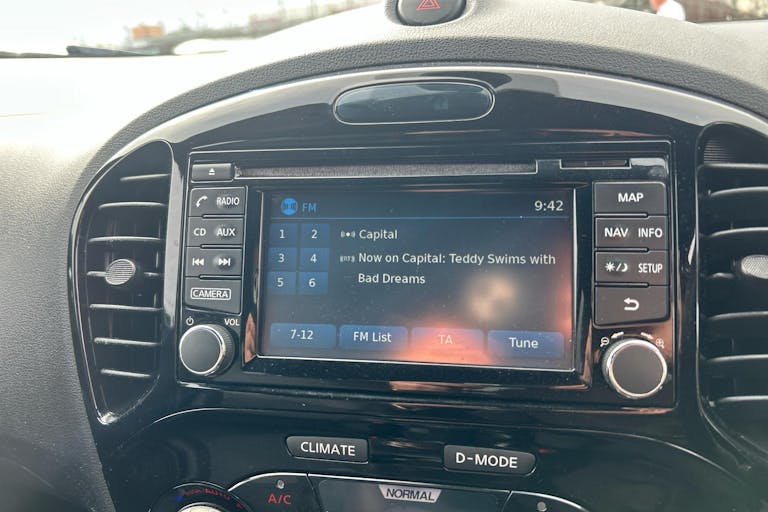 FM
9:42
1 2
3 4
5 6
Capital
Now on Capital: Teddy Swims with
Bad Dreams
7-12
FM List
TA
Tune
RADIO
CD AUX
CAMERA
VOL
MAP
NAV INFO
SETUP
CLIMATE
D-MODE
A/C
NORMAL
AUTO